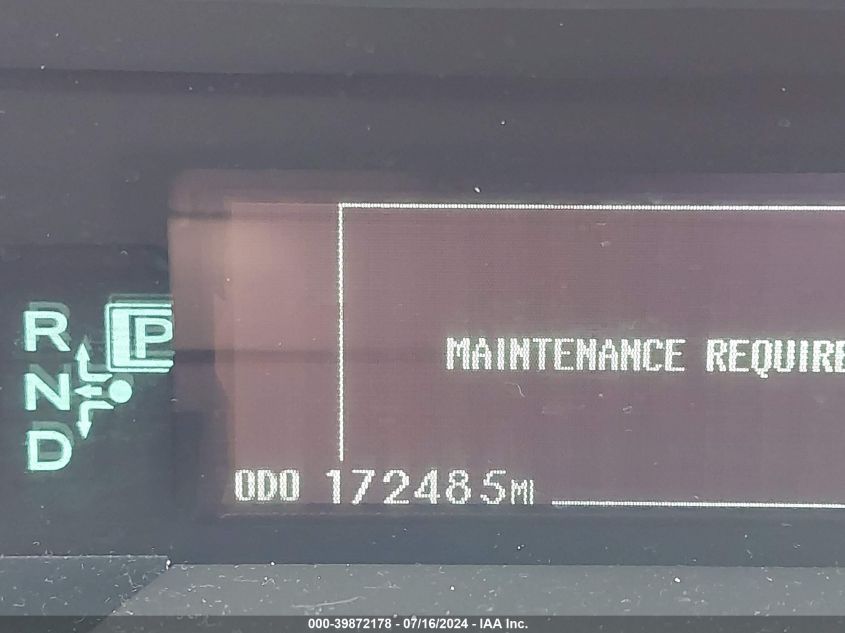 R P
N
D
MAINTENANCE REQUIRE
ODO 172485MI
000-39872178 - 07/16/2024 - IAA Inc.